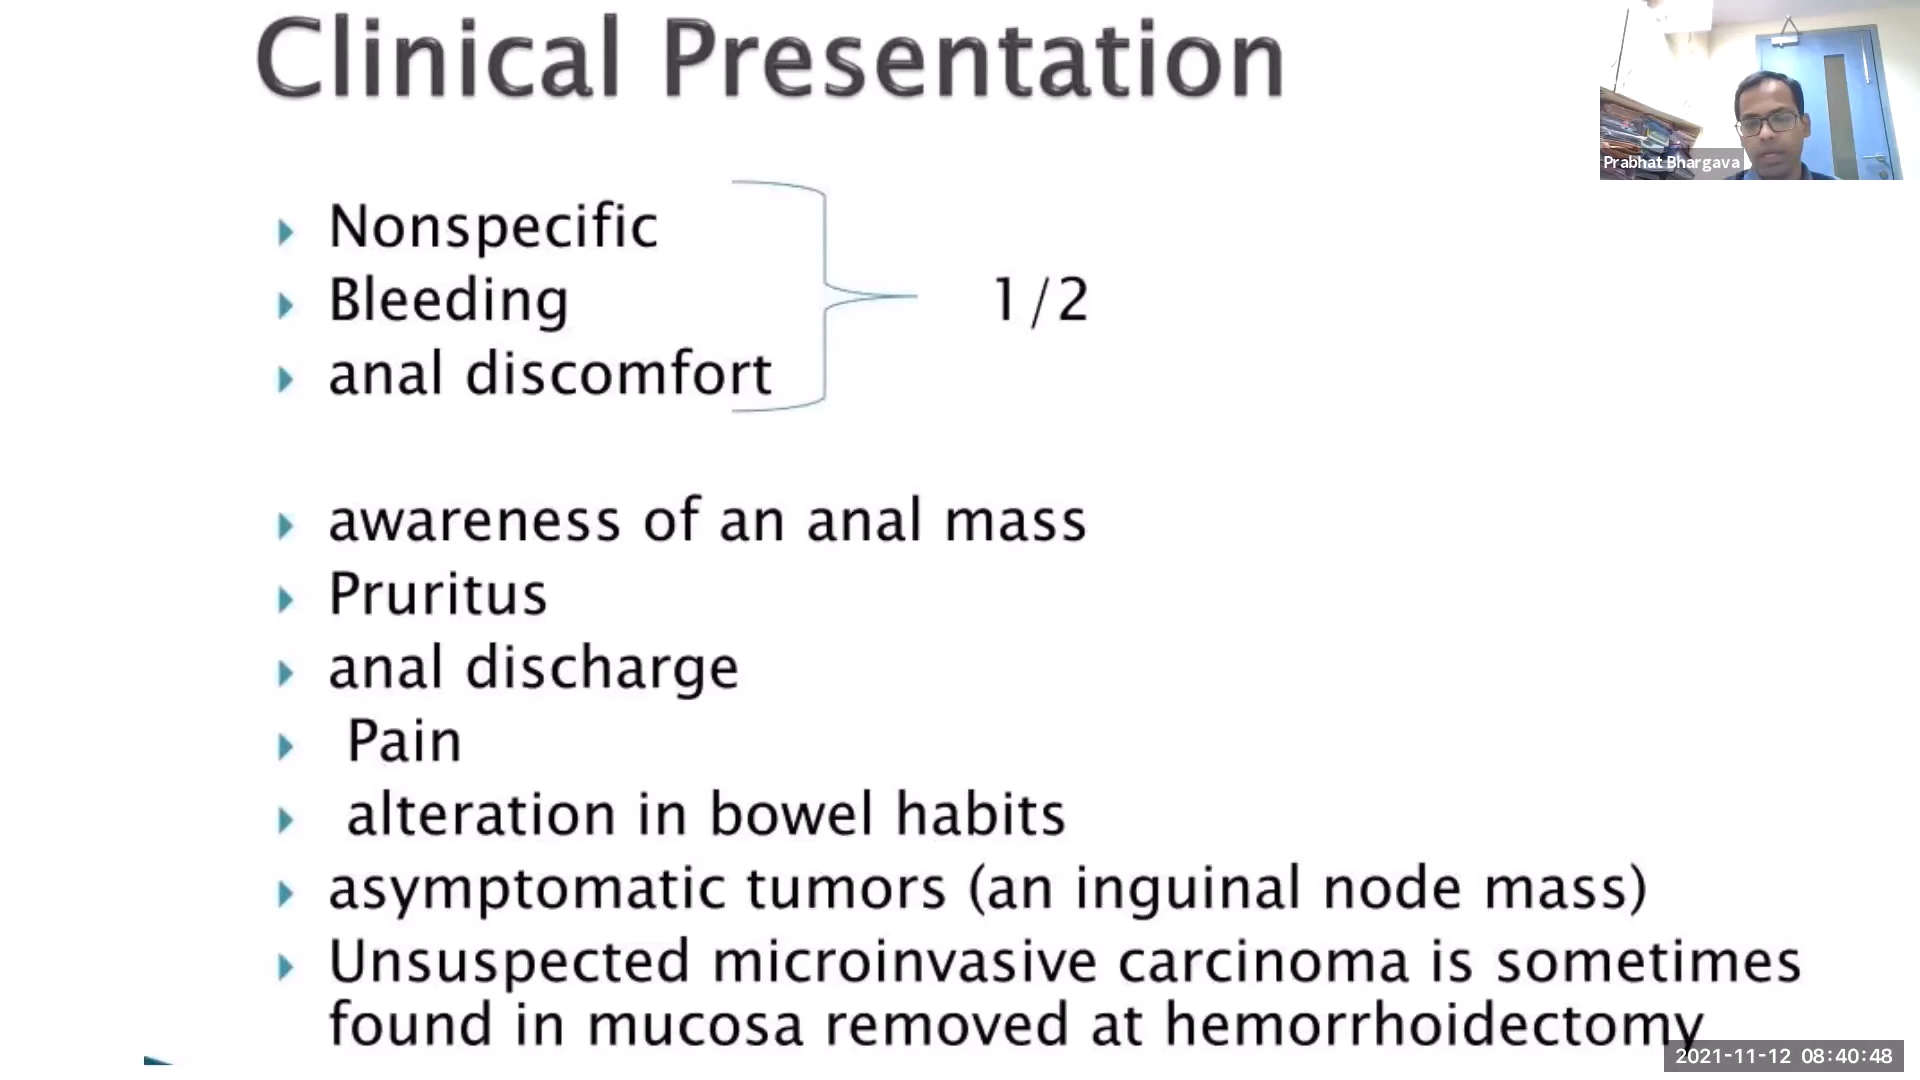 Clinical Presentation
Prabhat Bhargava
Nonspecific
Bleeding
1/2
anal discomfort
awareness of an anal mass
Pruritus
anal discharge
Pain
alteration in bowel habits
asymptomatic tumors (an inguinal node mass)
Unsuspected microinvasive carcinoma is sometimes
found in mucosa removed at hemorrhoidectomy
2021-11-12 08:40:48